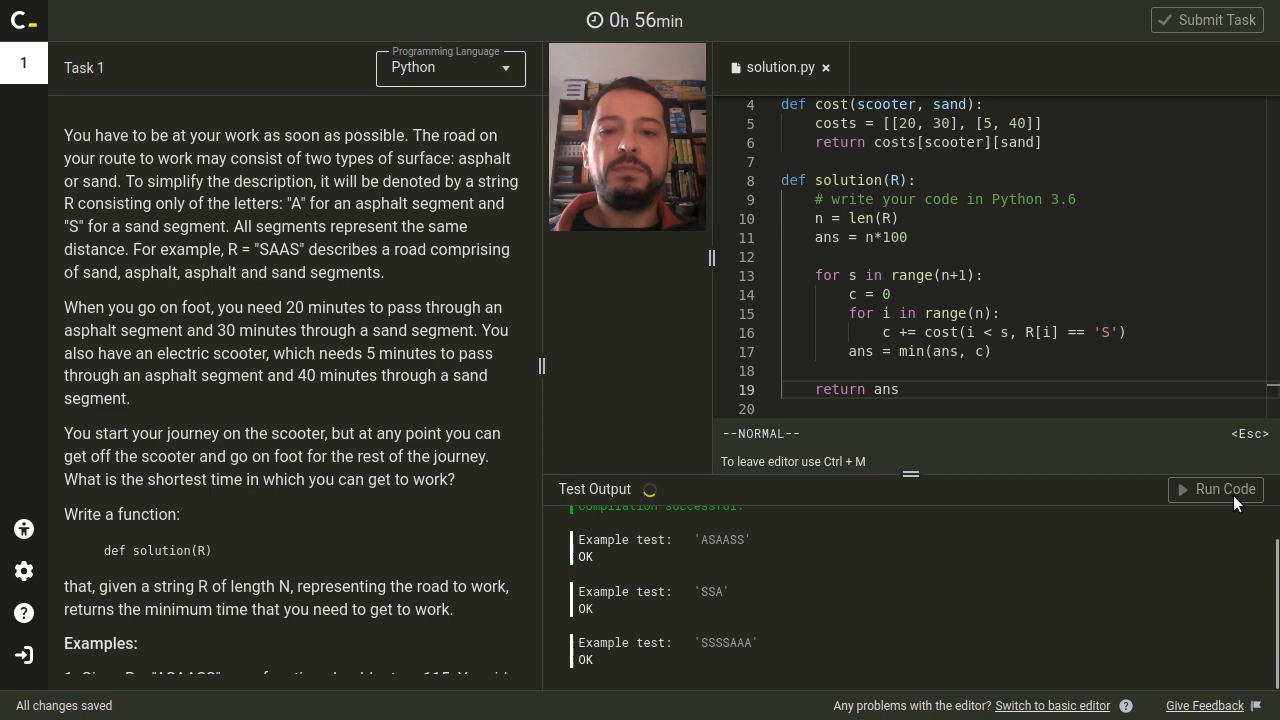 C_
0h 56min
Submit Task
1
Task 1
Programming Language
Python
solution.py
You have to be at your work as soon as possible. The road on
your route to work may consist of two types of surface: asphalt
or sand. To simplify the description, it will be denoted by a string
R consisting only of the letters: "A" for an asphalt segment and
"S" for a sand segment. All segments represent the same
distance. For example, R = "SAAS" describes a road comprising
of sand, asphalt, asphalt and sand segments.
When you go on foot, you need 20 minutes to pass through an
asphalt segment and 30 minutes through a sand segment. You
also have an electric scooter, which needs 5 minutes to pass
through an asphalt segment and 40 minutes through a sand
segment.
You start your journey on the scooter, but at any point you can
get off the scooter and go on foot for the rest of the journey.
What is the shortest time in which you can get to work?
Write a function:
def solution(R)
that, given a string R of length N, representing the road to work,
returns the minimum time that you need to get to work.
Examples:
4 def cost(scooter, sand):
5 costs = [[20, 30], [5, 40]]
6 return costs[scooter][sand]
7
8 def solution(R):
9 # write your code in Python 3.6
10 n = len(R)
11 ans = n*100
12
13 for s in range(n+1):
14 c = 0
15 for i in range(n):
16 c += cost(i < s, R[i] == 'S')
17 ans = min(ans, c)
18
19 return ans
20
--NORMAL-- <Esc>
To leave editor use Ctrl + M
Test Output
Run Code
Compilation successful.
Example test: 'ASAASS'
OK
Example test: 'SSA'
OK
Example test: 'SSSSAAA'
OK
All changes saved
Any problems with the editor? Switch to basic editor
Give Feedback